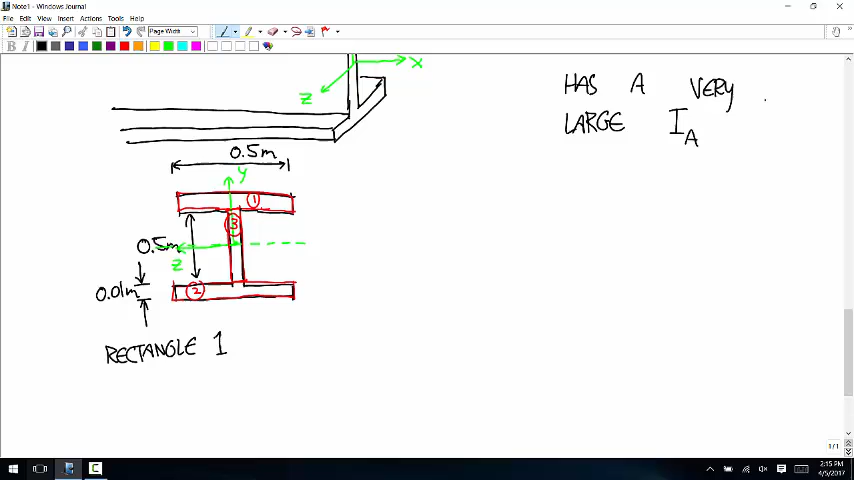 Note1 - Windows Journal
File Edit View Insert Actions Tools Help
Page Width
B I
x
z
HAS A VERY
LARGE I_A
0.5m
y
1
3
0.5m
z
2
0.01m
RECTANGLE 1
1/1
2:15 PM
4/5/2017